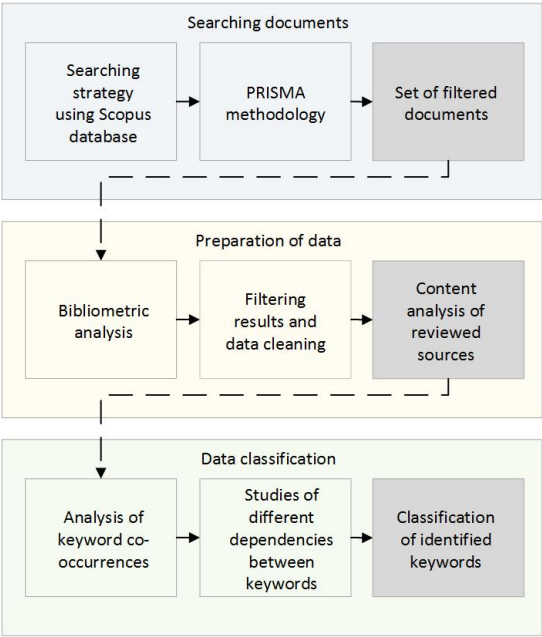 Searching documents
Searching
strategy
using Scopus
database
PRISMA
methodology
Set of filtered
documents
Preparation of data
Bibliometric
analysis
Filtering
results and
data cleaning
Content
analysis of
reviewed
sources
Data classification
Analysis of
keyword co-
occurrences
Studies of
different
dependencies
between
keywords
Classification
of identified
keywords